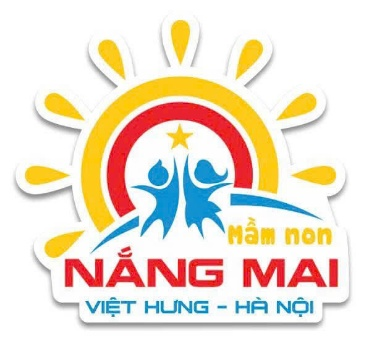 Mầm non
NẮNG MAI
VIỆT HƯNG - HÀ NỘI